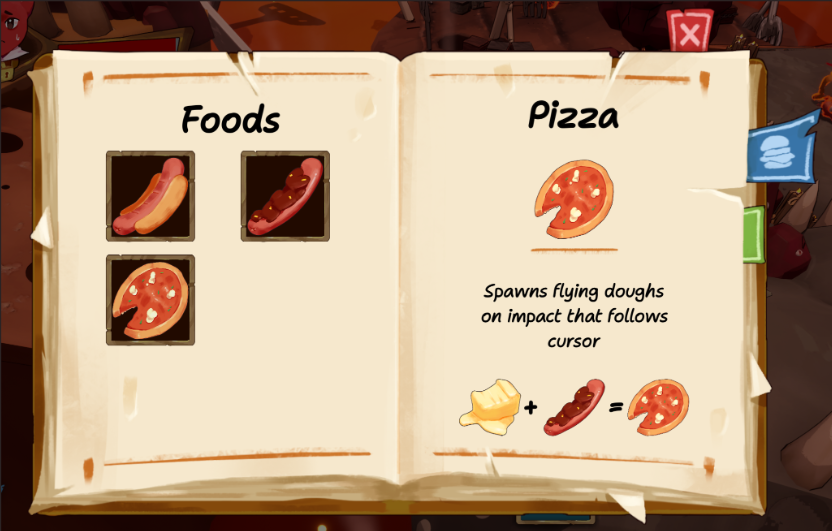 Foods
Pizza
Spawns flying doughs
on impact that follows
cursor
+ =